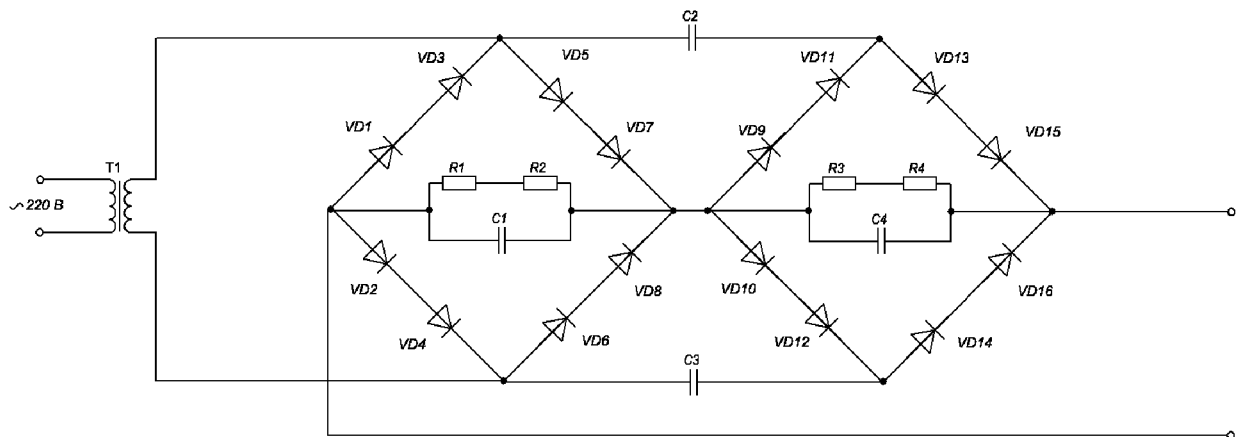 C2
VD3
VD5
VD11
VD13
VD1
VD7
VD9
VD15
T1
R1
R2
R3
R4
~ 220 В
C1
C4
VD2
VD8
VD10
VD16
VD4
VD6
VD12
VD14
C3